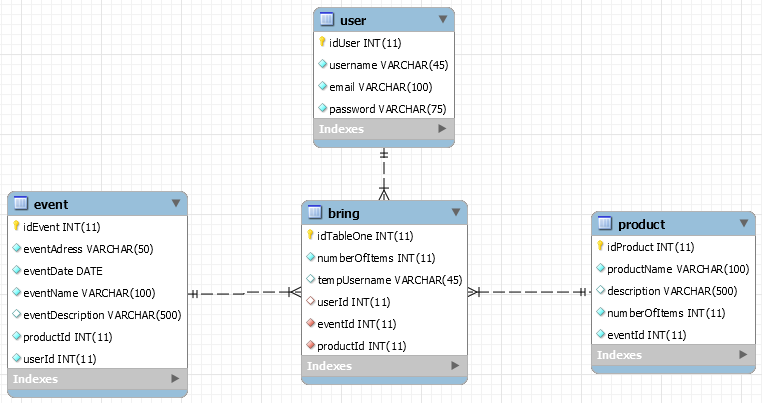 user
idUser INT(11)
username VARCHAR(45)
email VARCHAR(100)
password VARCHAR(75)
Indexes
event
idEvent INT(11)
eventAdress VARCHAR(50)
eventDate DATE
eventName VARCHAR(100)
eventDescription VARCHAR(500)
productId INT(11)
userId INT(11)
Indexes
bring
idTableOne INT(11)
numberOfItems INT(11)
tempUsername VARCHAR(45)
userId INT(11)
eventId INT(11)
productId INT(11)
Indexes
product
idProduct INT(11)
productName VARCHAR(100)
description VARCHAR(500)
numberOfItems INT(11)
eventId INT(11)
Indexes